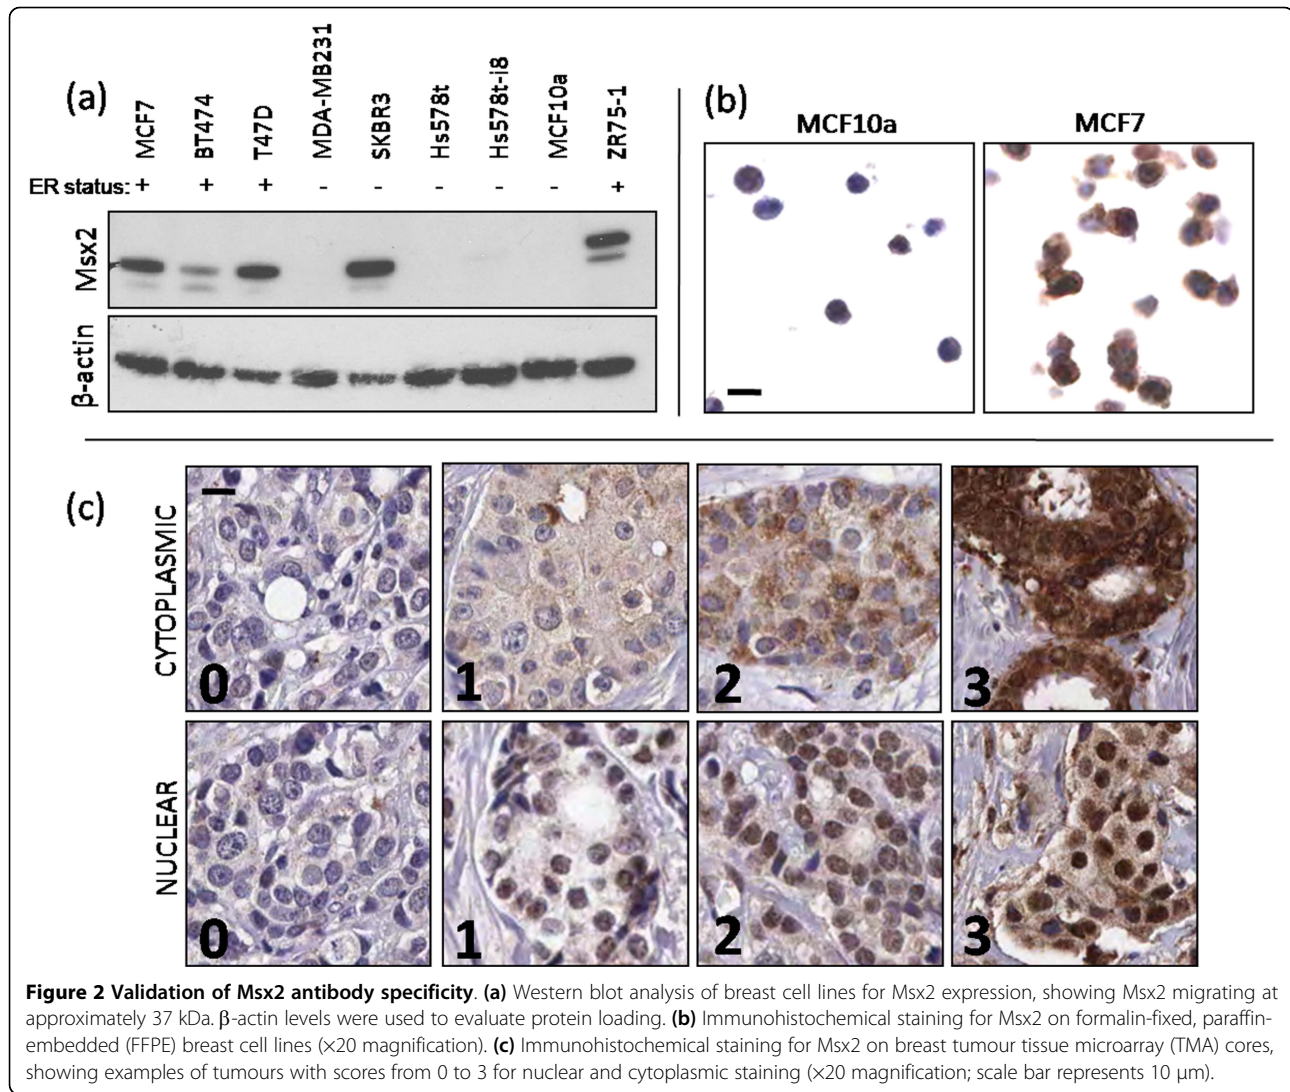 (a)
MCF7
BT474
T47D
MDA-MB231
SKBR3
Hs578t
Hs578t-i8
MCF10a
ZR75-1
ER status: + + + - - - - - +
Msx2
β-actin
(b)
MCF10a
MCF7
(c)
CYTOPLASMIC
0
1
2
3
NUCLEAR
0
1
2
3
Figure 2 Validation of Msx2 antibody specificity. (a) Western blot analysis of breast cell lines for Msx2 expression, showing Msx2 migrating at
approximately 37 kDa. β-actin levels were used to evaluate protein loading. (b) Immunohistochemical staining for Msx2 on formalin-fixed, paraffin-
embedded (FFPE) breast cell lines (×20 magnification). (c) Immunohistochemical staining for Msx2 on breast tumour tissue microarray (TMA) cores,
showing examples of tumours with scores from 0 to 3 for nuclear and cytoplasmic staining (×20 magnification; scale bar represents 10 μm).